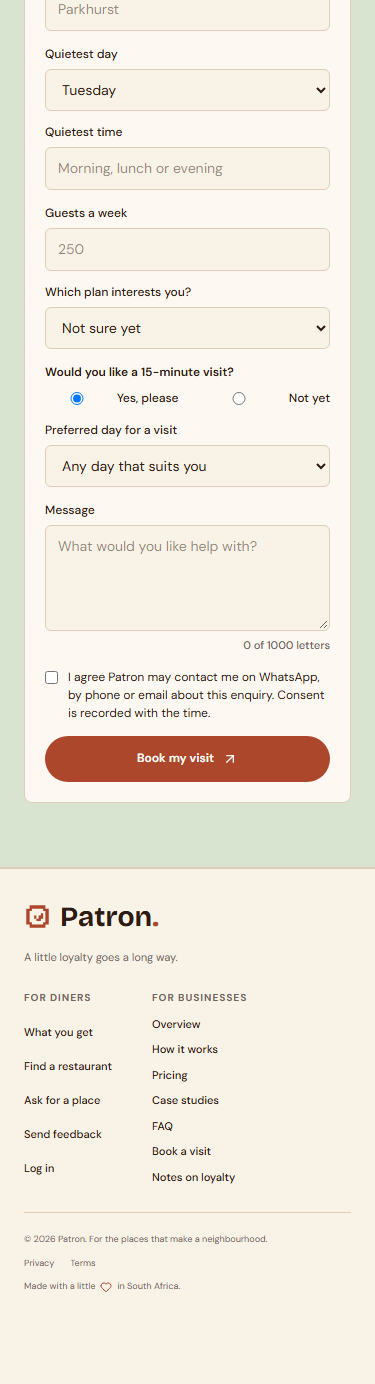 Parkhurst
Quietest day
Tuesday
Quietest time
Morning, lunch or evening
Guests a week
250
Which plan interests you?
Not sure yet
Would you like a 15-minute visit?
Yes, please
Not yet
Preferred day for a visit
Any day that suits you
Message
What would you like help with?
0 of 1000 letters
I agree Patron may contact me on WhatsApp,
by phone or email about this enquiry. Consent
is recorded with the time.
Book my visit
Patron.
A little loyalty goes a long way.
FOR DINERS
What you get
Find a restaurant
Ask for a place
Send feedback
Log in
FOR BUSINESSES
Overview
How it works
Pricing
Case studies
FAQ
Book a visit
Notes on loyalty
© 2026 Patron. For the places that make a neighbourhood.
Privacy Terms
Made with a little in South Africa.